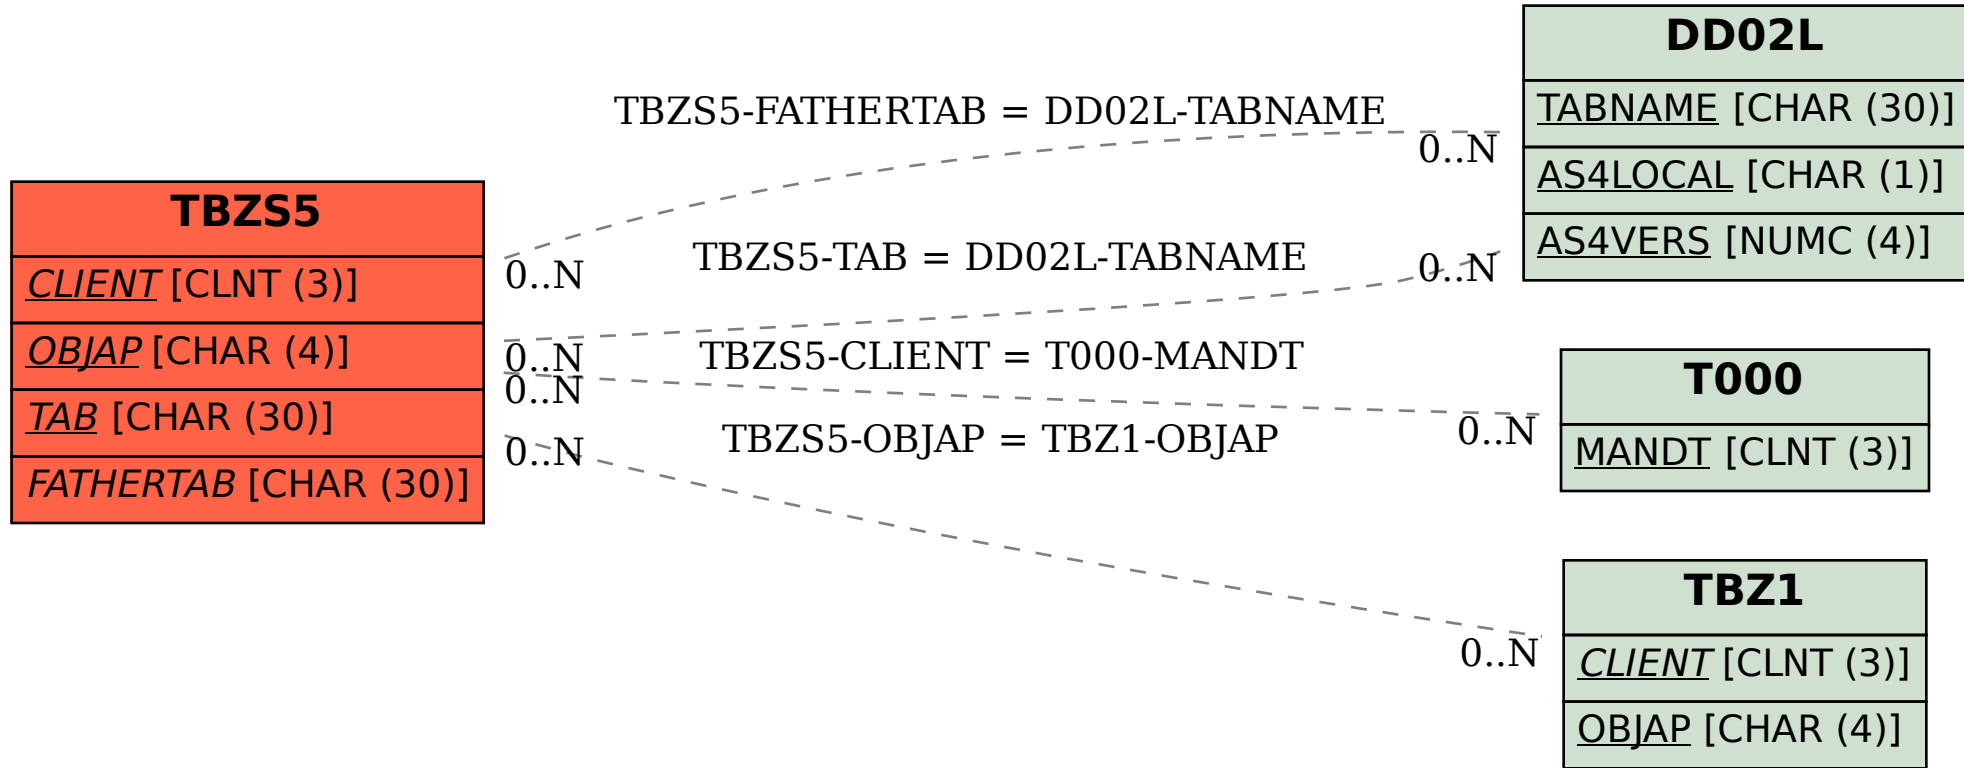 TBZS5
CLIENT [CLNT (3)]
OBJAP [CHAR (4)]
TAB [CHAR (30)]
FATHERTAB [CHAR (30)]
TBZS5-FATHERTAB = DD02L-TABNAME
0..N
0..N
TBZS5-TAB = DD02L-TABNAME
0..N
0..N
TBZS5-CLIENT = T000-MANDT
0..N
0..N
TBZS5-OBJAP = TBZ1-OBJAP
0..N
0..N
DD02L
TABNAME [CHAR (30)]
AS4LOCAL [CHAR (1)]
AS4VERS [NUMC (4)]
T000
MANDT [CLNT (3)]
TBZ1
CLIENT [CLNT (3)]
OBJAP [CHAR (4)]